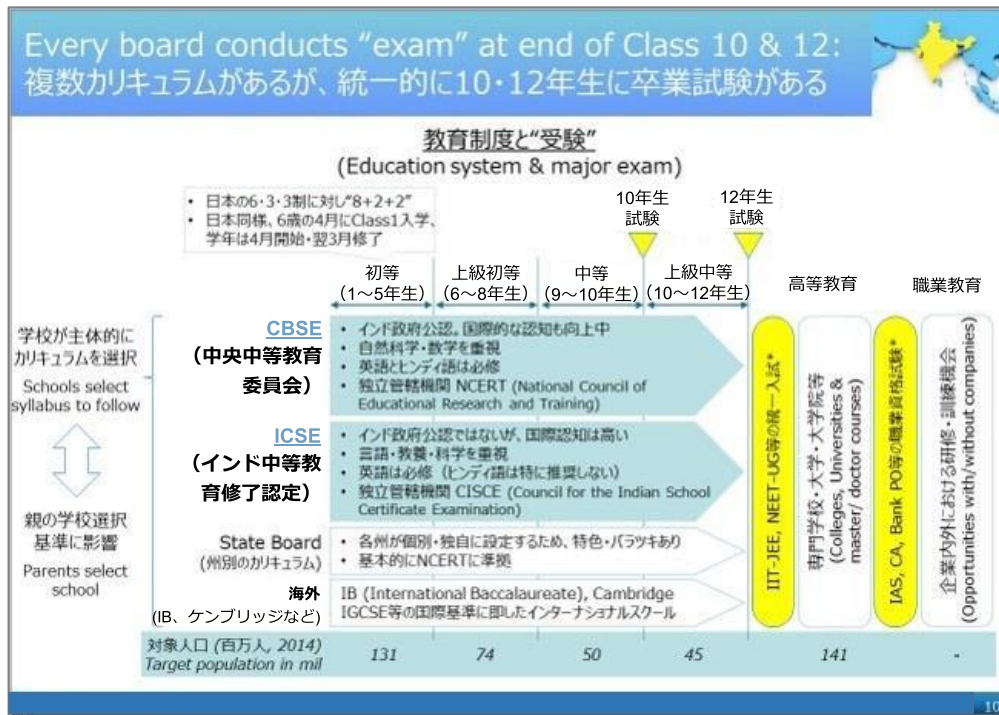 Every board conducts “exam” at end of Class 10 & 12:
複数カリキュラムがあるが、統一的に10・12年生に卒業試験がある
教育制度と“受験”
(Education system & major exam)
• 日本の6・3・3制に対し“8+2+2”
• 日本同様、6歳の4月にClass1入学、
学年は4月開始・翌3月修了
10年生
試験
12年生
試験
初等
(1～5年生)
上級初等
(6～8年生)
中等
(9～10年生)
上級中等
(10～12年生)
高等教育
職業教育
学校が主体的に
カリキュラムを選択
Schools select
syllabus to follow
親の学校選択
基準に影響
Parents select
school
CBSE
（中央中等教育
委員会）
• インド政府公認。国際的な認知も向上中
• 自然科学・数学を重視
• 英語とヒンディ語は必修
• 独立管轄機関 NCERT (National Council of
Educational Research and Training)
ICSE
（インド中等教
育修了認定）
• インド政府公認ではないが、国際認知は高い
• 言語・教養・科学を重視
• 英語は必修（ヒンディ語は特に推奨しない）
• 独立管轄機関 CISCE (Council for the Indian School
Certificate Examination)
State Board
(州別のカリキュラム)
• 各州が個別・独自に設定するため、特色・バラツキあり
• 基本的にNCERTに準拠
海外
(IB、ケンブリッジなど)
IB (International Baccalaureate), Cambridge
IGCSE等の国際基準に即したインターナショナルスクール
IIT-JEE, NEET-UG等の統一入試*
専門学校・大学・大学院等
(Colleges, Universities &
master/ doctor courses)
IAS, CA, Bank PO等の職業資格試験*
企業内外における研修・訓練機会
(Opportunities with/without companies)
対象人口 (百万人, 2014)
Target population in mil
131
74
50
45
141
-
10